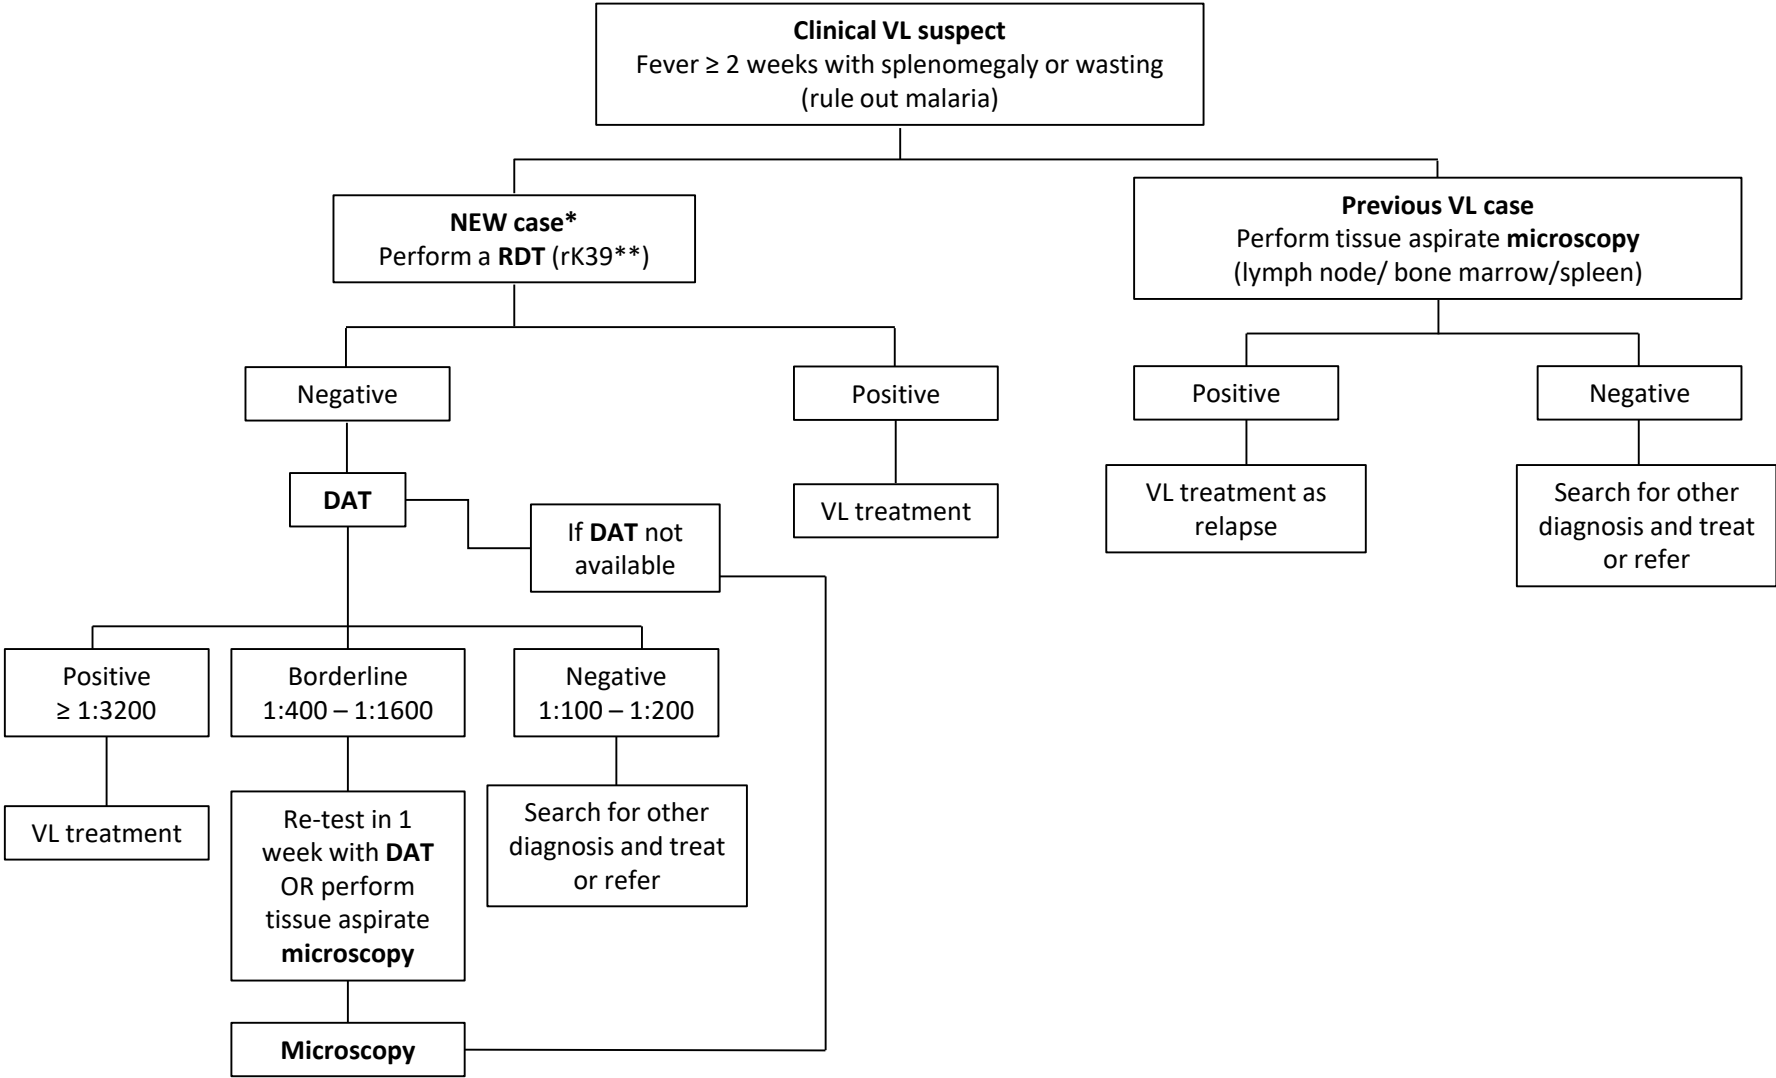 Clinical VL suspect
Fever ≥ 2 weeks with splenomegaly or wasting
(rule out malaria)
NEW case*
Perform a RDT (rK39**)
Previous VL case
Perform tissue aspirate microscopy
(lymph node/ bone marrow/spleen)
Negative
Positive
Positive
Negative
DAT
If DAT not
available
VL treatment
VL treatment as
relapse
Search for other
diagnosis and treat
or refer
Positive
≥ 1:3200
Borderline
1:400 – 1:1600
Negative
1:100 – 1:200
VL treatment
Re-test in 1
week with DAT
OR perform
tissue aspirate
microscopy
Search for other
diagnosis and treat
or refer
Microscopy